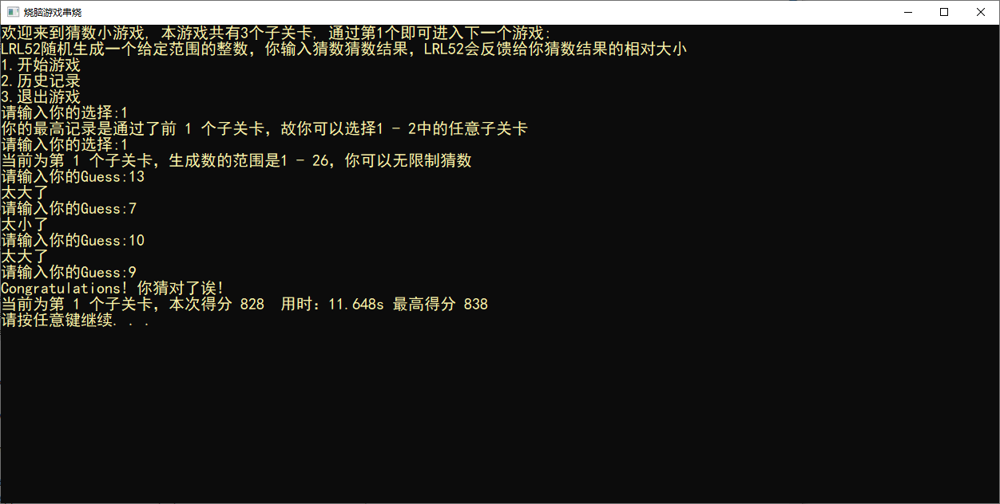 烧脑游戏串烧
欢迎来到猜数小游戏, 本游戏共有3个子关卡, 通过第1个即可进入下一个游戏:
LRL52随机生成一个给定范围的整数，你输入猜数猜数结果，LRL52会反馈给你猜数结果的相对大小
1.开始游戏
2.历史记录
3.退出游戏
请输入你的选择:1
你的最高记录是通过了前 1 个子关卡，故你可以选择1 - 2中的任意子关卡
请输入你的选择:1
当前为第 1 个子关卡，生成数的范围是1 - 26，你可以无限制猜数
请输入你的Guess:13
太大了
请输入你的Guess:7
太小了
请输入你的Guess:10
太大了
请输入你的Guess:9
Congratulations! 你猜对了诶!
当前为第 1 个子关卡，本次得分 828  用时：11.648s 最高得分 838
请按任意键继续. . .